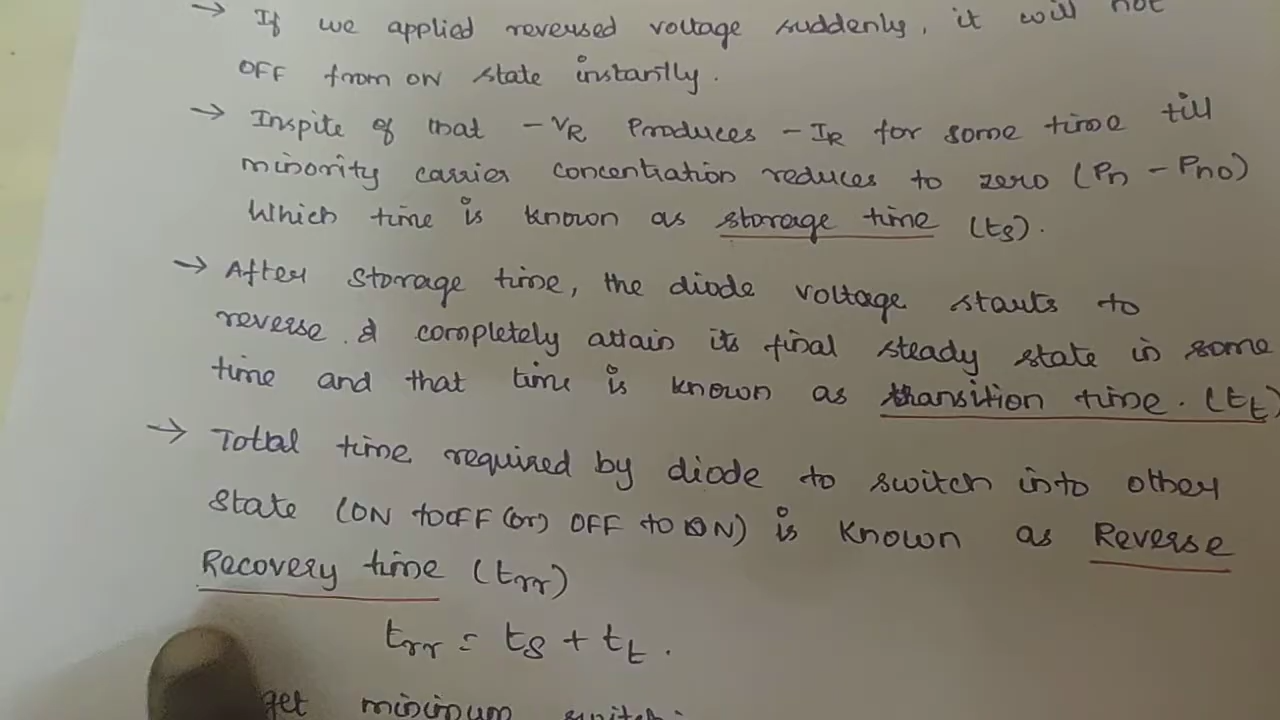 → If we applied reversed voltage suddenly, it will not
OFF from ON state instantly.
→ Inspite of that -VR Produces -IR for some time till
minority carrier concentration reduces to zero (Pn - Pno)
Which time is known as storage time (ts).
→ After storage time, the diode voltage starts to
reverse & completely attain its final steady state in some
time and that time is known as transition time. (tt)
→ Total time required by diode to switch into other
state (ON to OFF (or) OFF to ON) is known as Reverse
Recovery time (trr)
trr = ts + tt.
get minimum